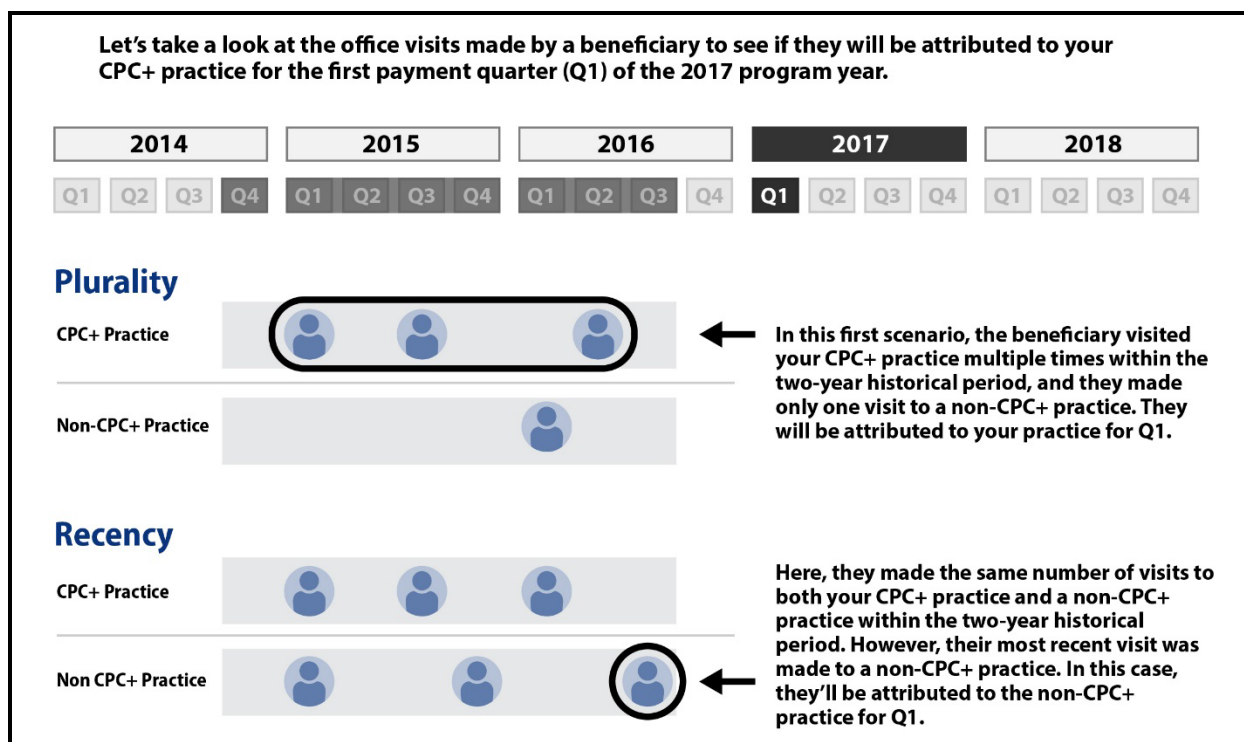 Let's take a look at the office visits made by a beneficiary to see if they will be attributed to your
CPC+ practice for the first payment quarter (Q1) of the 2017 program year.
2014 2015 2016 2017 2018
Q1 Q2 Q3 Q4 Q1 Q2 Q3 Q4 Q1 Q2 Q3 Q4 Q1 Q2 Q3 Q4 Q1 Q2 Q3 Q4
Plurality
CPC+ Practice
Non-CPC+ Practice
In this first scenario, the beneficiary visited
your CPC+ practice multiple times within the
two-year historical period, and they made
only one visit to a non-CPC+ practice. They
will be attributed to your practice for Q1.
Recency
CPC+ Practice
Non CPC+ Practice
Here, they made the same number of visits to
both your CPC+ practice and a non-CPC+
practice within the two-year historical
period. However, their most recent visit was
made to a non-CPC+ practice. In this case,
they'll be attributed to the non-CPC+
practice for Q1.